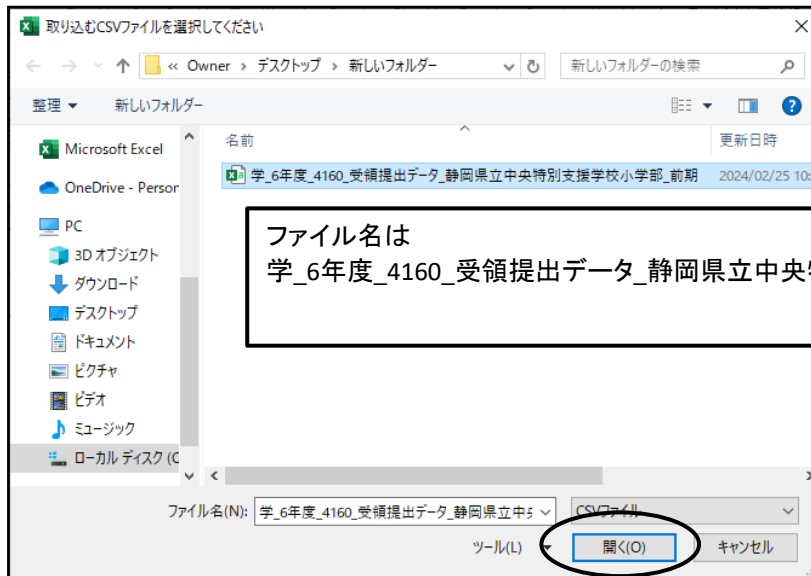 取り込むCSVファイルを選択してください
« Owner › デスクトップ › 新しいフォルダー
新しいフォルダーの検索
整理
新しいフォルダー
名前
更新日時
Microsoft Excel
学_6年度_4160_受領提出データ_静岡県立中央特別支援学校小学部_前期
2024/02/25 10:
OneDrive - Person
PC
3D オブジェクト
ダウンロード
デスクトップ
ドキュメント
ピクチャ
ビデオ
ミュージック
ローカル ディスク (C
ファイル名は
学_6年度_4160_受領提出データ_静岡県立中央
ファイル名(N):
学_6年度_4160_受領提出データ_静岡県立中央
CSVファイル
ツール(L)
開く(O)
キャンセル